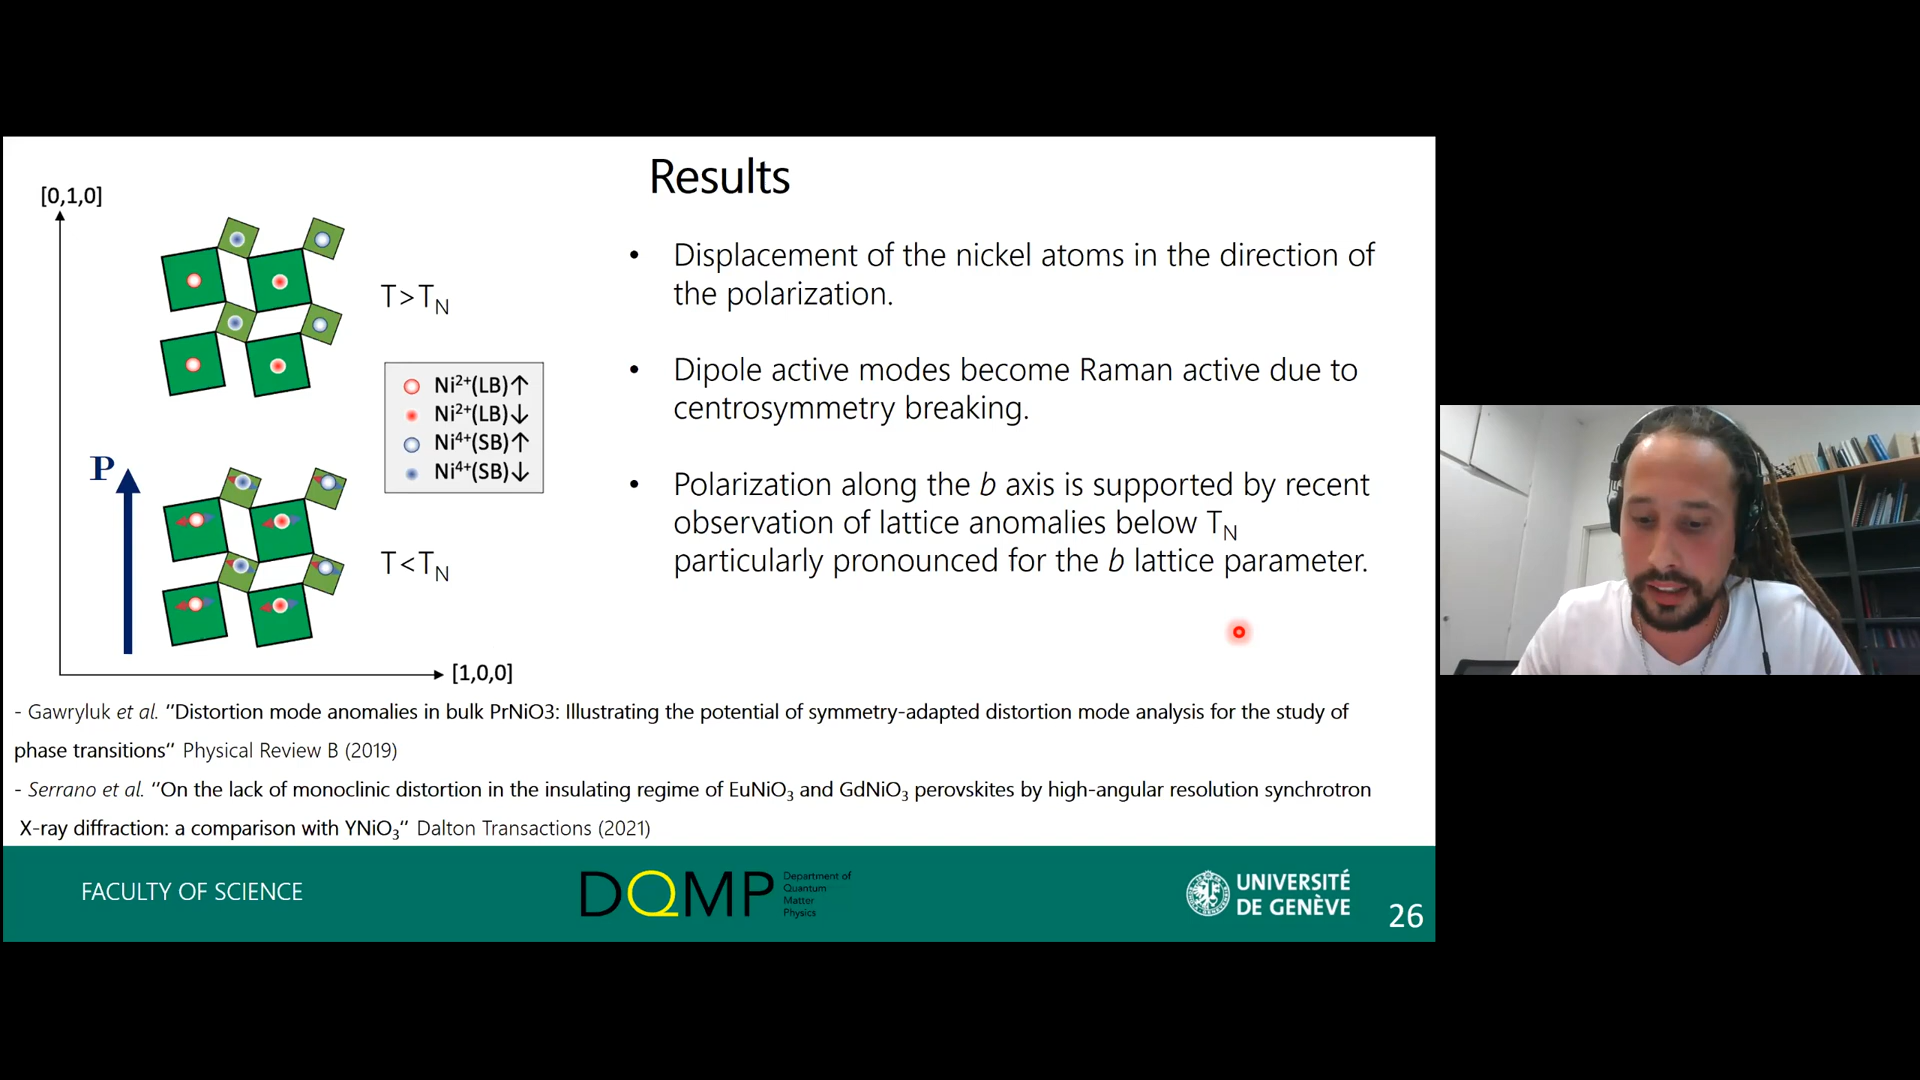 Results
[0,1,0]
T>T_N
Ni²⁺(LB)↑
Ni²⁺(LB)↓
Ni⁴⁺(SB)↑
Ni⁴⁺(SB)↓
P
T<T_N
[1,0,0]
• Displacement of the nickel atoms in the direction of
the polarization.
• Dipole active modes become Raman active due to
centrosymmetry breaking.
• Polarization along the b axis is supported by recent
observation of lattice anomalies below T_N
particularly pronounced for the b lattice parameter.
- Gawryluk et al. “Distortion mode anomalies in bulk PrNiO3: Illustrating the potential of symmetry-adapted distortion mode analysis for the study of
phase transitions“ Physical Review B (2019)
- Serrano et al. “On the lack of monoclinic distortion in the insulating regime of EuNiO₃ and GdNiO₃ perovskites by high-angular resolution synchrotron
X-ray diffraction: a comparison with YNiO₃“ Dalton Transactions (2021)
FACULTY OF SCIENCE
DQMP
Department of
Quantum
Matter
Physics
UNIVERSITÉ
DE GENÈVE
26